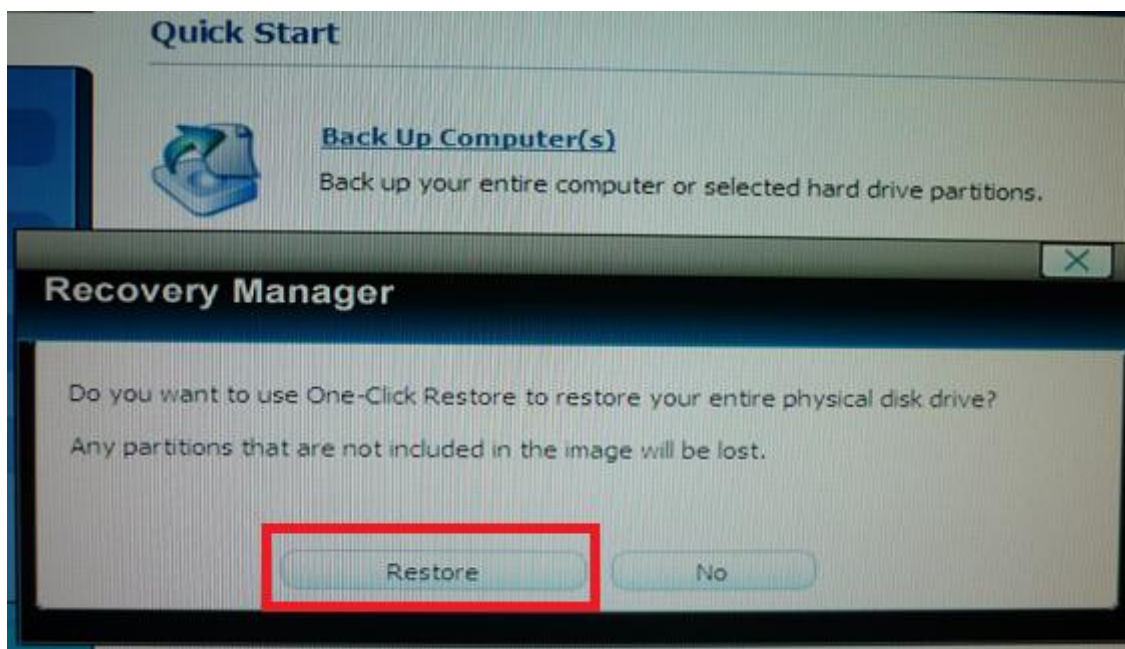 Quick Start
Back Up Computer(s)
Back up your entire computer or selected hard drive partitions.
Recovery Manager
Do you want to use One-Click Restore to restore your entire physical disk drive?
Any partitions that are not included in the image will be lost.
Restore
No